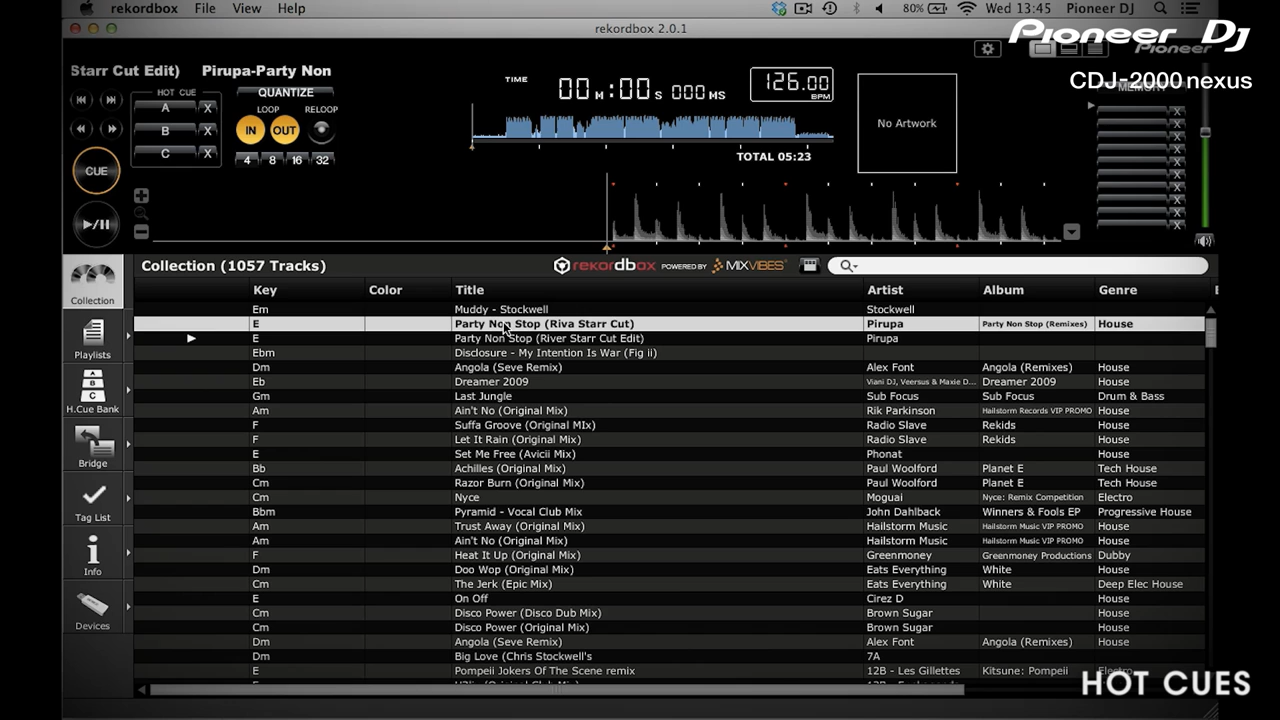 rekordbox File View Help 80% Wed 13:45 Pioneer DJ
rekordbox 2.0.1
Pioneer Dj
Pioneer
CDJ-2000 nexus
MEMORY
Starr Cut Edit) Pirupa-Party Non
HOT CUE
A X
B X
C X
QUANTIZE
LOOP RELOOP
IN OUT
4 8 16 32
CUE
TIME 00 M:00 S 000 MS
126.00
BPM
TOTAL 05:23
No Artwork
X
X
X
X
X
X
X
X
X
X
Collection (1057 Tracks) rekordbox POWERED BY MIXVIBES
Collection
Playlists
A
B
C
H.Cue Bank
Bridge
Tag List
Info
Devices
Key Color Title Artist Album Genre
Em Muddy - Stockwell Stockwell
E Party Non Stop (Riva Starr Cut) Pirupa Party Non Stop (Remixes) House
E Party Non Stop (River Starr Cut Edit) Pirupa
Ebm Disclosure - My Intention Is War (Fig ii)
Dm Angola (Seve Remix) Alex Font Angola (Remixes) House
Eb Dreamer 2009 Viani DJ, Veersus & Maxie D... Dreamer 2009 House
Gm Last Jungle Sub Focus Sub Focus Drum & Bass
Am Ain't No (Original Mix) Rik Parkinson Hailstorm Records VIP PROMO House
F Suffa Groove (Original MIx) Radio Slave Rekids House
F Let It Rain (Original Mix) Radio Slave Rekids House
E Set Me Free (Avicii Mix) Phonat House
Bb Achilles (Original Mix) Paul Woolford Planet E Tech House
Cm Razor Burn (Original Mix) Paul Woolford Planet E Tech House
Cm Nyce Moguai Nyce: Remix Competition Electro
Bbm Pyramid - Vocal Club Mix John Dahlback Winners & Fools EP Progressive House
Am Trust Away (Original Mix) Hailstorm Music Hailstorm Music VIP PROMO House
Am Ain't No (Original Mix) Hailstorm Music Hailstorm Music VIP PROMO House
F Heat It Up (Original Mix) Greenmoney Greenmoney Productions Dubby
Dm Doo Wop (Original Mix) Eats Everything White House
Cm The Jerk (Epic Mix) Eats Everything White Deep Elec House
E On Off Cirez D House
Cm Disco Power (Disco Dub Mix) Brown Sugar House
Cm Disco Power (Original Mix) Brown Sugar House
Dm Angola (Seve Remix) Alex Font Angola (Remixes) House
Dm Big Love (Chris Stockwell's 7A
E Pompeii Jokers Of The Scene remix 12B - Les Gillettes Kitsune: Pompeii Electro
HOT CUES